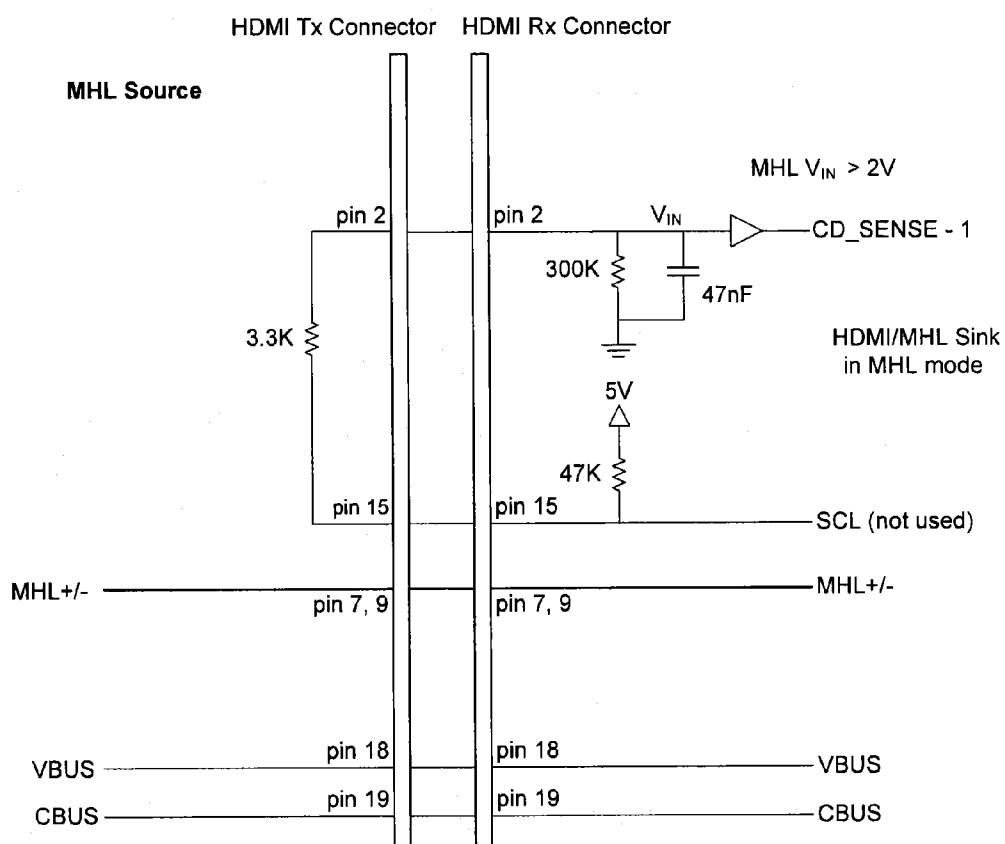 HDMI Tx Connector
HDMI Rx Connector
MHL Source
MHL VIN > 2V
pin 2
pin 2
VIN
CD_SENSE - 1
300K
47nF
3.3K
HDMI/MHL Sink
in MHL mode
5V
47K
pin 15
pin 15
SCL (not used)
MHL+/-
MHL+/-
pin 7, 9
pin 7, 9
pin 18
pin 18
VBUS
VBUS
pin 19
pin 19
CBUS
CBUS